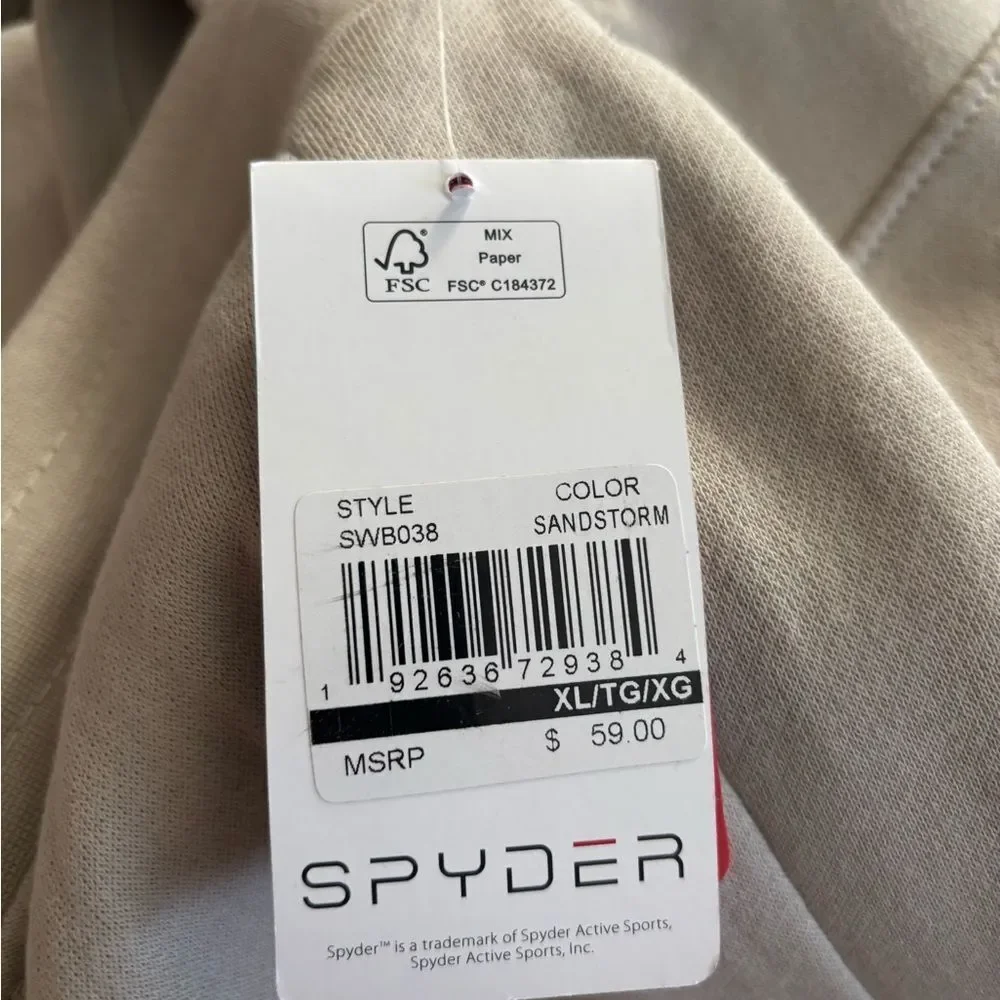 MIX
Paper
FSC® C184372
FSC
STYLE
SWB038
COLOR
SANDSTORM
1 92636 72938 4
XL/TG/XG
MSRP $ 59.00
SPYDER
Spyder™ is a trademark of Spyder Active Sports,
Spyder Active Sports, Inc.